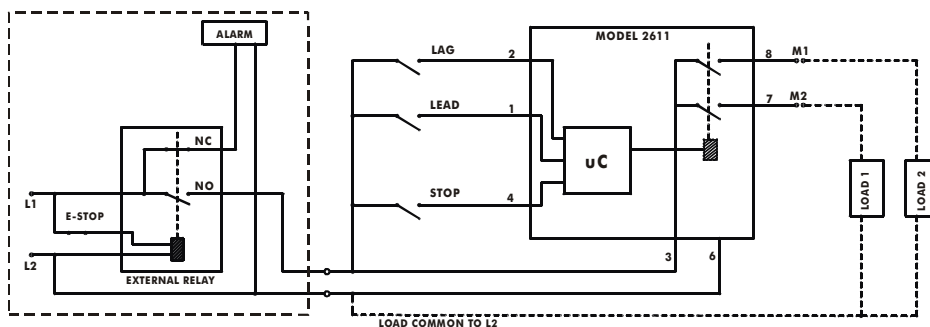 ALARM
MODEL 2611
LAG
2
8
M1
LEAD
1
7
M2
NC
uC
NO
STOP
4
LOAD 1
LOAD 2
L1
E-STOP
L2
3
6
EXTERNAL RELAY
LOAD COMMON TO L2